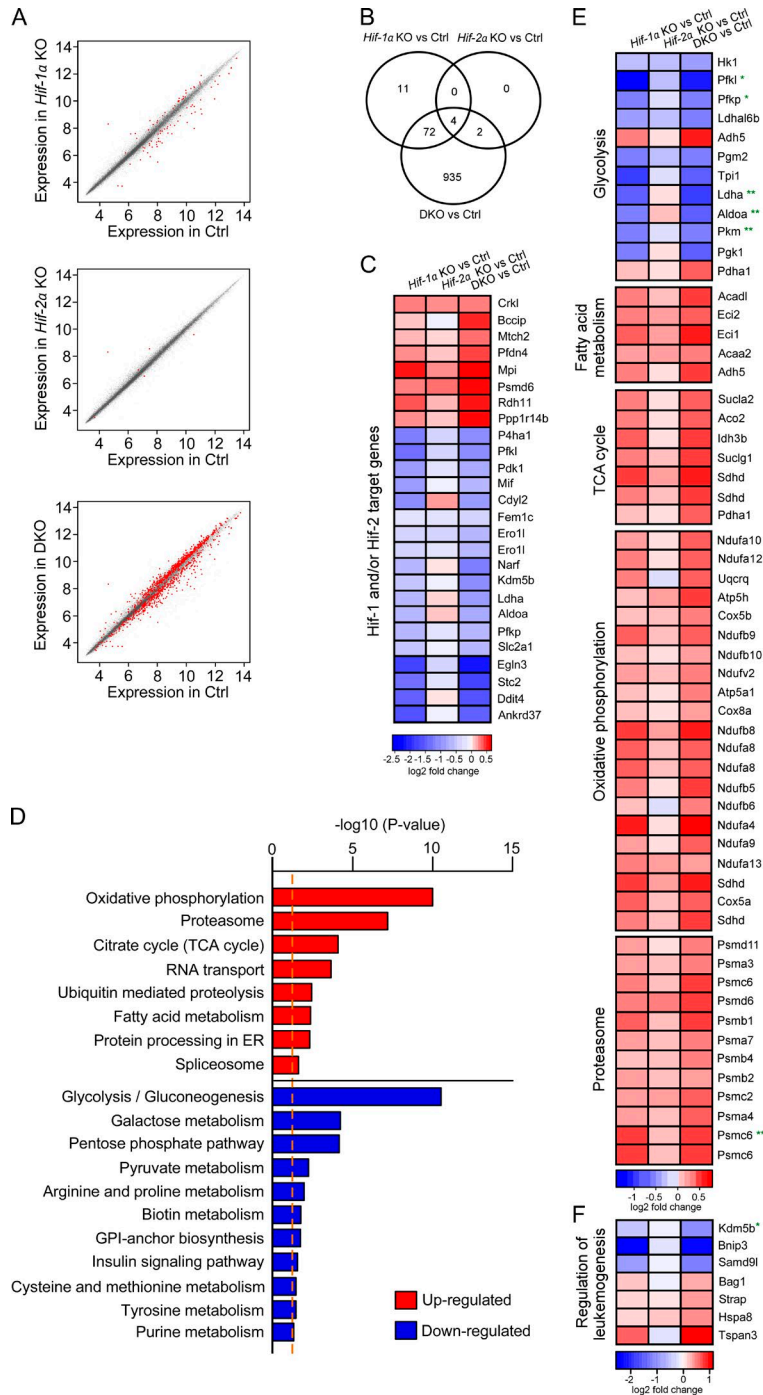 A
Expression in Hif-1α KO
14
12
10
8
6
4
4 6 8 10 12 14
Expression in Ctrl
Expression in Hif-2α KO
14
12
10
8
6
4
4 6 8 10 12 14
Expression in Ctrl
Expression in DKO
14
12
10
8
6
4
4 6 8 10 12 14
Expression in Ctrl
B
Hif-1α KO vs Ctrl Hif-2α KO vs Ctrl
11 0 0
4
72 2
935
DKO vs Ctrl
C
Hif-1α KO vs Ctrl
Hif-2α KO vs Ctrl
DKO vs Ctrl
Hif-1 and/or Hif-2 target genes
Crkl
Bccip
Mtch2
Pfdn4
Mpi
Psmd6
Rdh11
Ppp1r14b
P4ha1
Pfkl
Pdk1
Mif
Cdyl2
Fem1c
Ero1l
Ero1l
Narf
Kdm5b
Ldha
Aldoa
Pfkp
Slc2a1
Egln3
Stc2
Ddit4
Ankrd37
-2.5 -2 -1.5 -1 -0.5 0 0.5
log2 fold change
D
-log10 (P-value)
0 5 10 15
Oxidative phosphorylation
Proteasome
Citrate cycle (TCA cycle)
RNA transport
Ubiquitin mediated proteolysis
Fatty acid metabolism
Protein processing in ER
Spliceosome
Glycolysis / Gluconeogenesis
Galactose metabolism
Pentose phosphate pathway
Pyruvate metabolism
Arginine and proline metabolism
Biotin metabolism
GPI-anchor biosynthesis
Insulin signaling pathway
Cysteine and methionine metabolism
Tyrosine metabolism
Purine metabolism
Up-regulated
Down-regulated
E
Hif-1α KO vs Ctrl
Hif-2α KO vs Ctrl
DKO vs Ctrl
Glycolysis
Hk1
Pfkl *
Pfkp *
Ldhal6b
Adh5
Pgm2
Tpi1
Ldha **
Aldoa **
Pkm **
Pgk1
Pdha1
Fatty acid
metabolism
Acadl
Eci2
Eci1
Acaa2
Adh5
TCA cycle
Sucla2
Aco2
Idh3b
Suclg1
Sdhd
Sdhd
Pdha1
Oxidative phosphorylation
Ndufa10
Ndufa12
Uqcrq
Atp5h
Cox5b
Ndufb9
Ndufb10
Ndufv2
Atp5a1
Cox8a
Ndufb8
Ndufa8
Ndufa8
Ndufb5
Ndufb6
Ndufa4
Ndufa9
Ndufa13
Sdhd
Cox5a
Sdhd
Proteasome
Psmd11
Psma3
Psmc6
Psmd6
Psmb1
Psma7
Psmb4
Psmb2
Psmc2
Psma4
Psmc6 **
Psmc6
-1 -0.5 0 0.5
log2 fold change
F
Regulation of
leukemogenesis
Kdm5b *
Bnip3
Samd9l
Bag1
Strap
Hspa8
Tspan3
-2 -1 0 1
log2 fold change